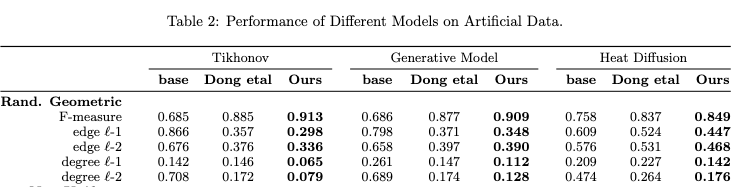 Table 2: Performance of Different Models on Artificial Data.
Tikhonov Generative Model Heat Diffusion
base Dong etal Ours base Dong etal Ours base Dong etal Ours
Rand. Geometric
F-measure 0.685 0.885 0.913 0.686 0.877 0.909 0.758 0.837 0.849
edge ℓ-1 0.866 0.357 0.298 0.798 0.371 0.348 0.609 0.524 0.447
edge ℓ-2 0.676 0.376 0.336 0.658 0.397 0.390 0.576 0.531 0.468
degree ℓ-1 0.142 0.146 0.065 0.261 0.147 0.112 0.209 0.227 0.142
degree ℓ-2 0.708 0.172 0.079 0.689 0.174 0.128 0.474 0.264 0.176